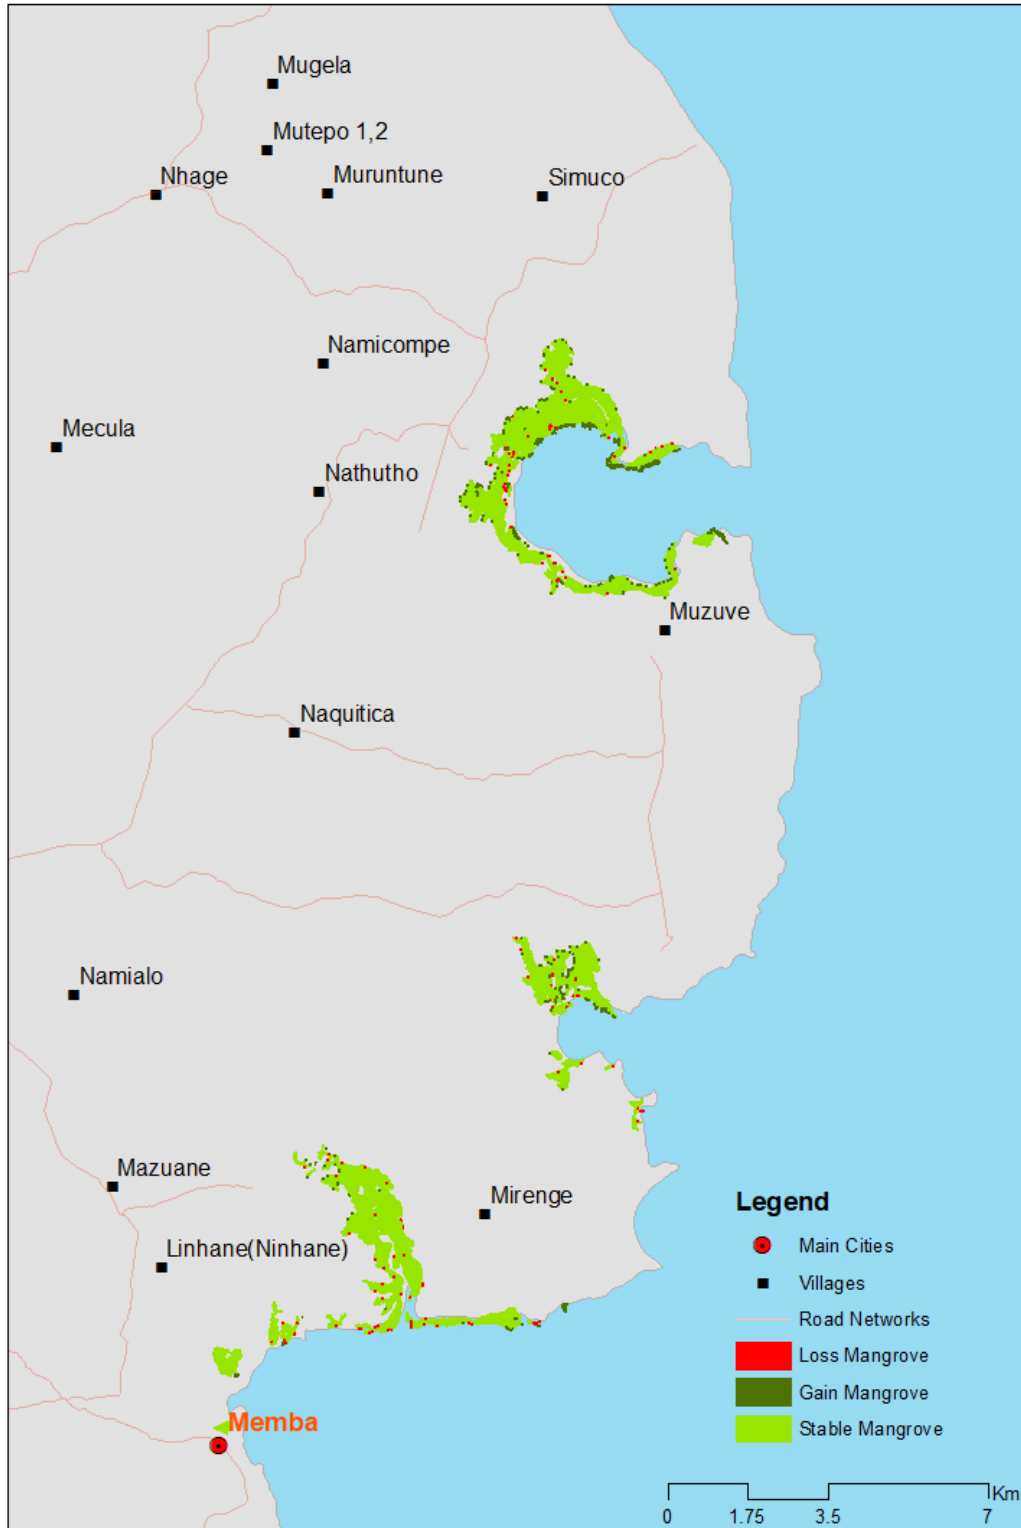 Mugela
Mutepo 1,2
Nhage
Muruntune
Simuco
Namicompe
Mecula
Nathutho
Muzuve
Naquitica
Namialo
Mazuane
Mirenge
Linhane(Ninhane)
Memba
Legend
Main Cities
Villages
Road Networks
Loss Mangrove
Gain Mangrove
Stable Mangrove
Km
0 1.75 3.5 7